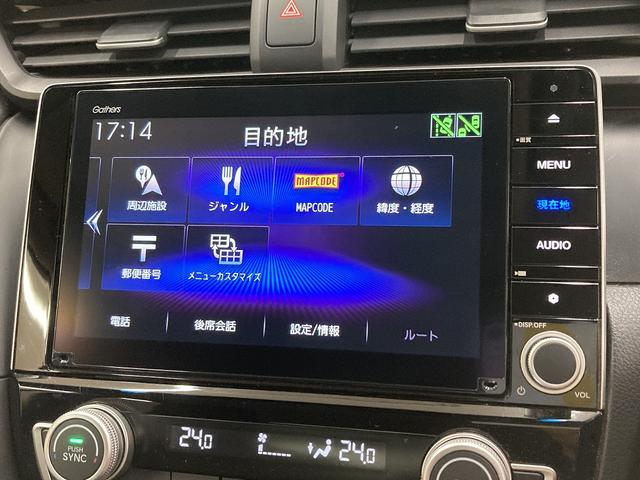 Gathers
17:14
目的地
周辺施設
ジャンル
MAPCODE
MAPCODE
緯度・経度
郵便番号
メニューカスタマイズ
電話
後席会話
設定/情報
ルート
画質
MENU
現在地
AUDIO
DISP.OFF
VOL
PUSH
SYNC
24.0
24.0